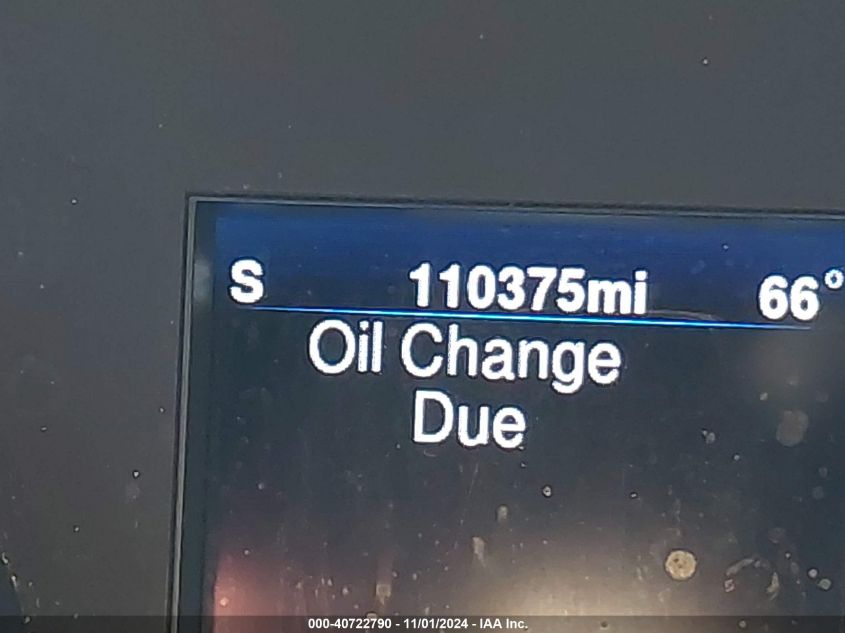 S 110375mi 66°
Oil Change
Due
000-40722790 - 11/01/2024 - IAA Inc.